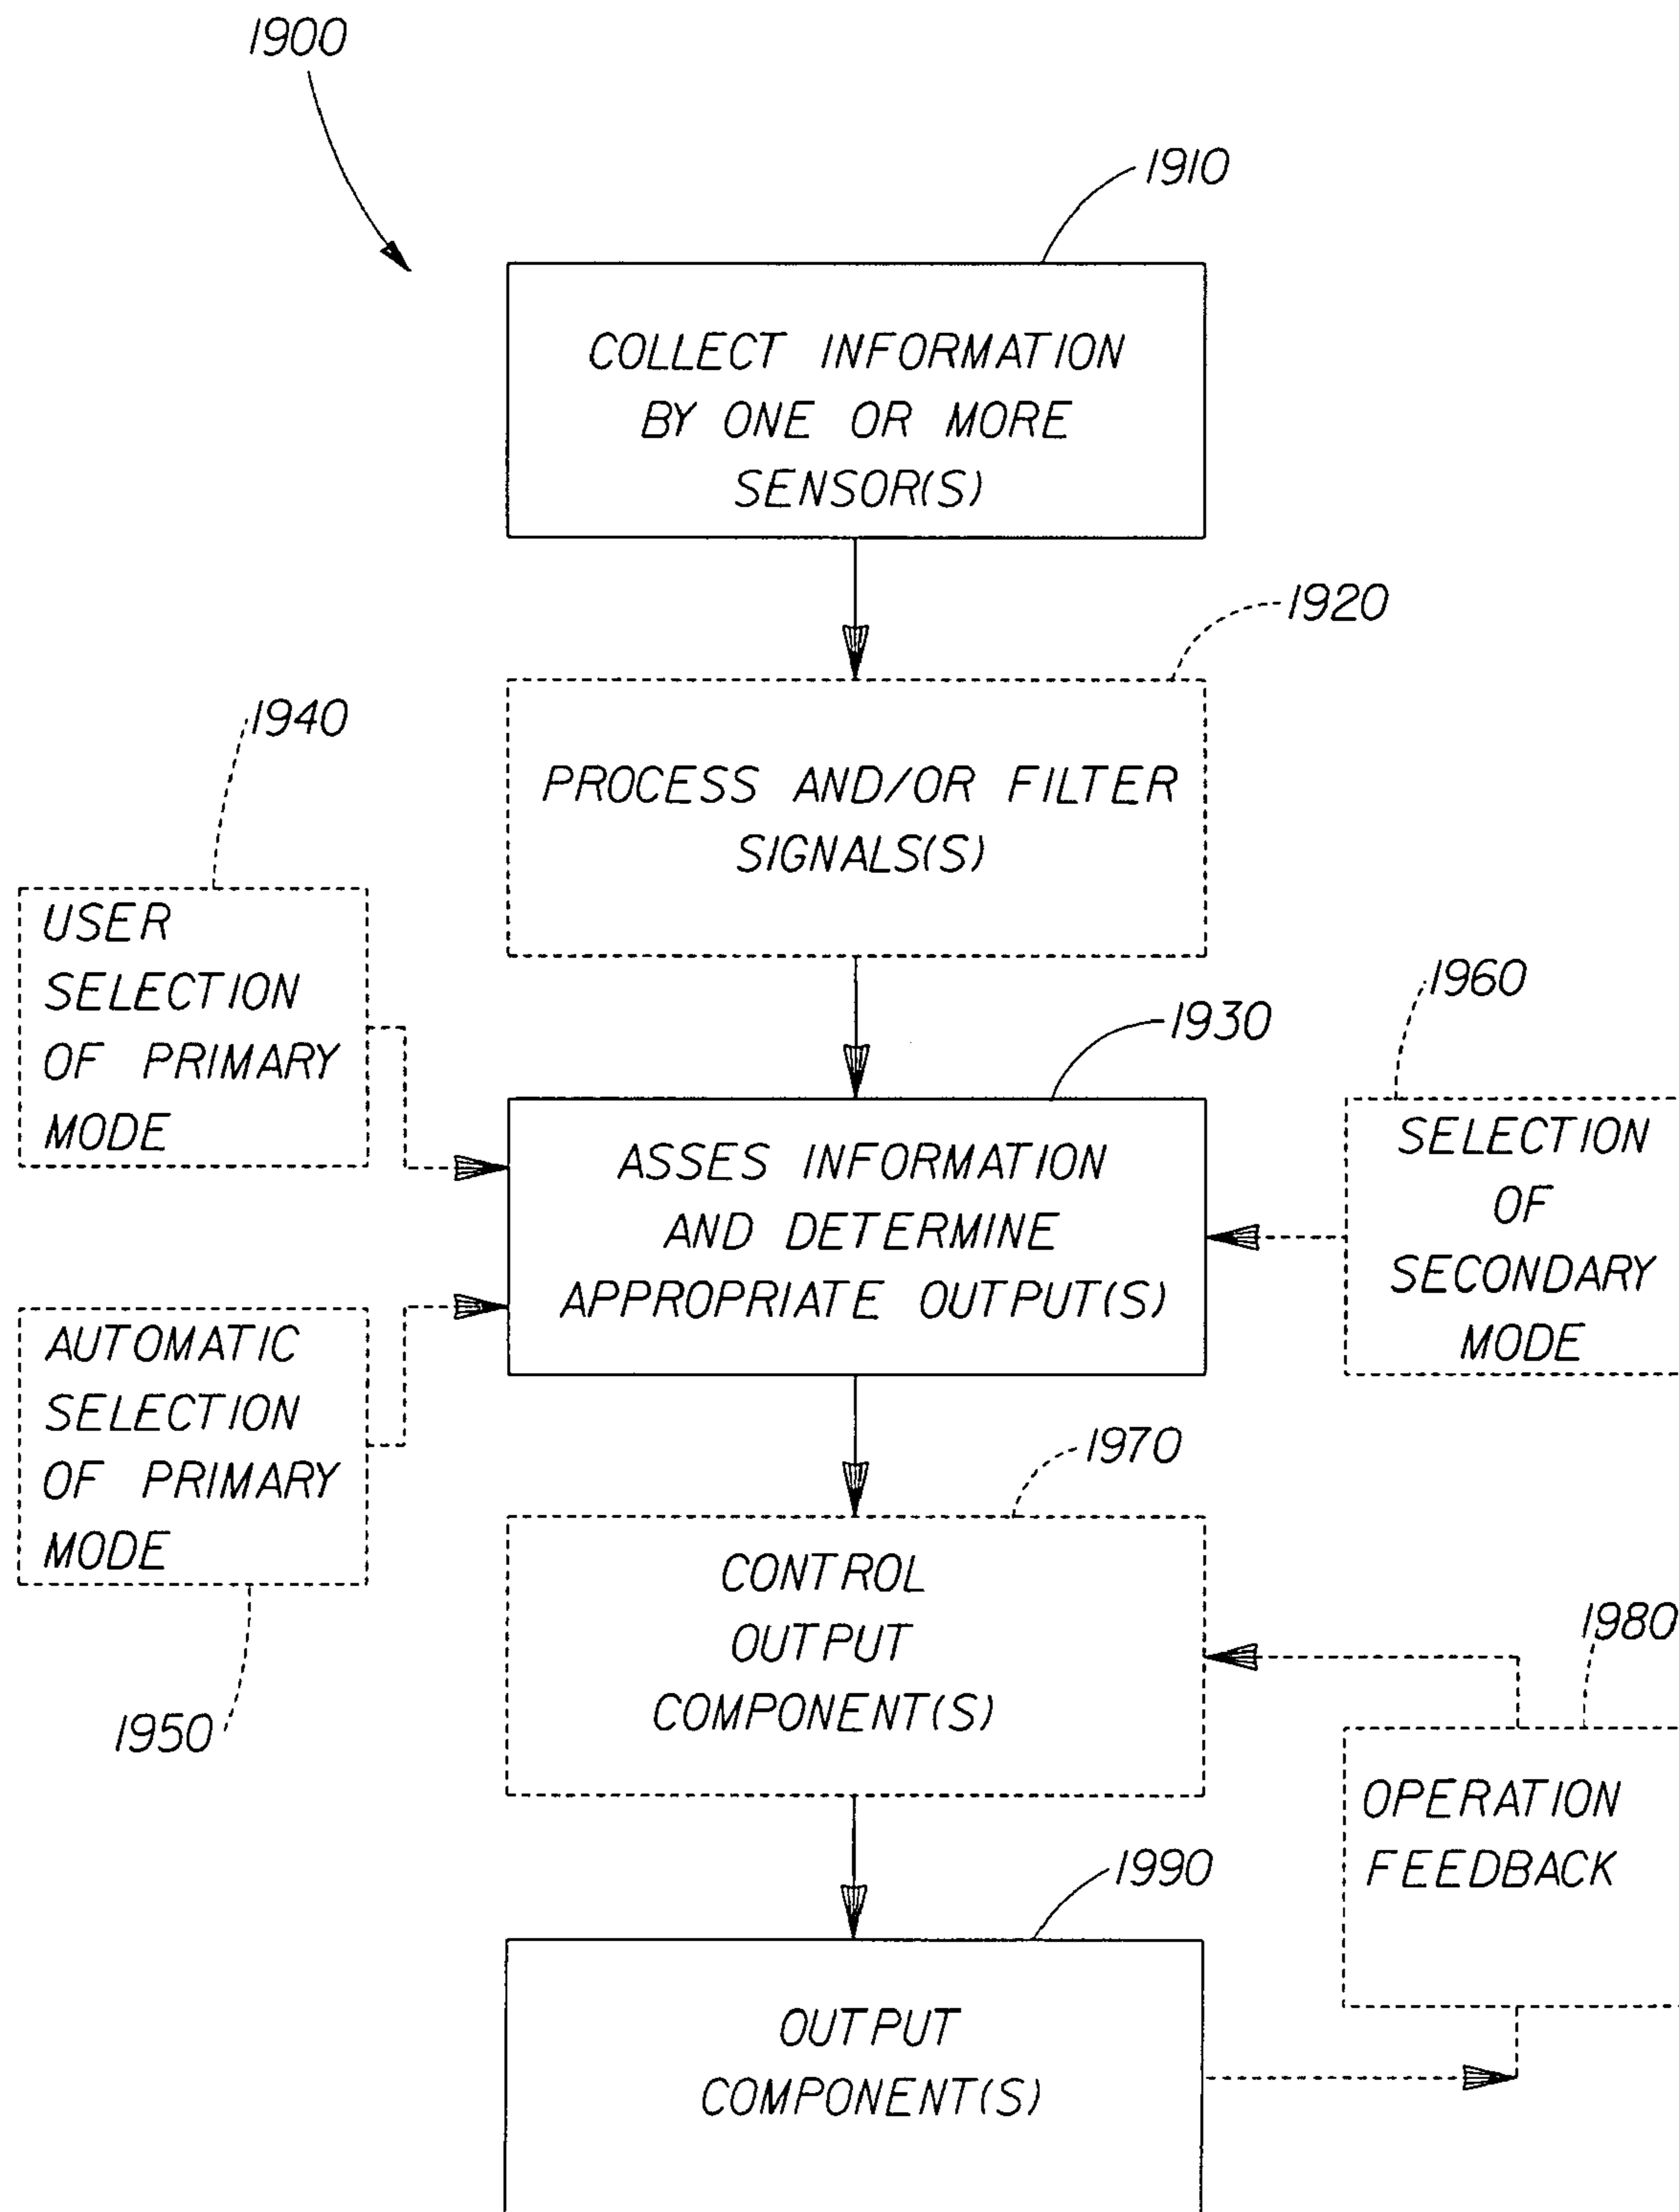 1900
1910
COLLECT INFORMATION
BY ONE OR MORE
SENSOR(S)
1920
PROCESS AND/OR FILTER
SIGNALS(S)
1940
USER
SELECTION
OF PRIMARY
MODE
1960
SELECTION
OF
SECONDARY
MODE
1930
ASSES INFORMATION
AND DETERMINE
APPROPRIATE OUTPUT(S)
AUTOMATIC
SELECTION
OF PRIMARY
MODE
1950
1970
CONTROL
OUTPUT
COMPONENT(S)
1980
OPERATION
FEEDBACK
1990
OUTPUT
COMPONENT(S)